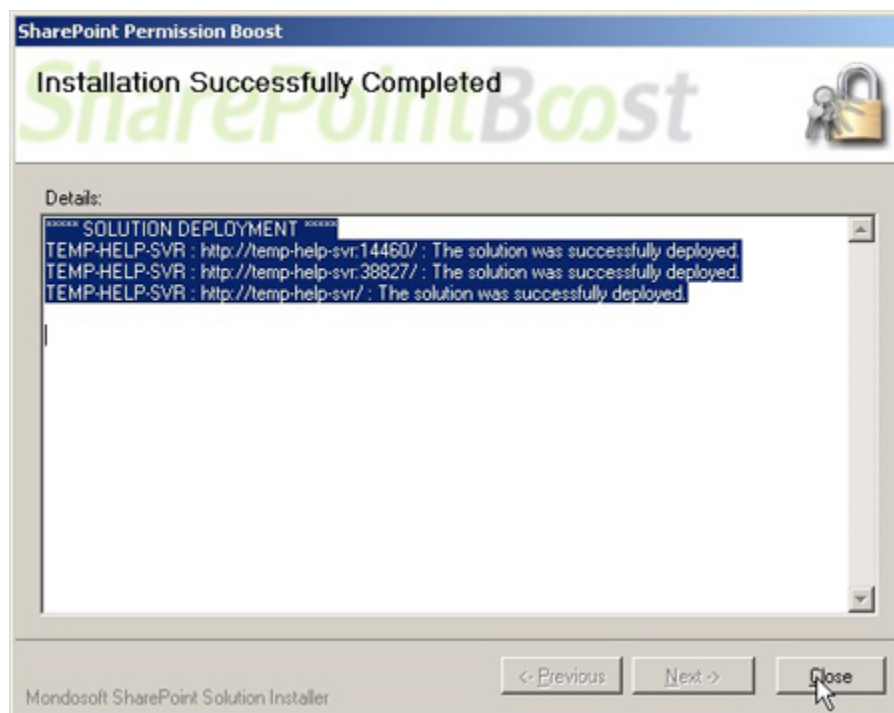 SharePoint Permission Boost
SharePointBoost
Installation Successfully Completed
Details:
***** SOLUTION DEPLOYMENT *****
TEMP-HELP-SVR : http://temp-help-svr:14460/ : The solution was successfully deployed.
TEMP-HELP-SVR : http://temp-help-svr:38827/ : The solution was successfully deployed.
TEMP-HELP-SVR : http://temp-help-svr/ : The solution was successfully deployed.
<- Previous
Next ->
Close
Mondosoft SharePoint Solution Installer